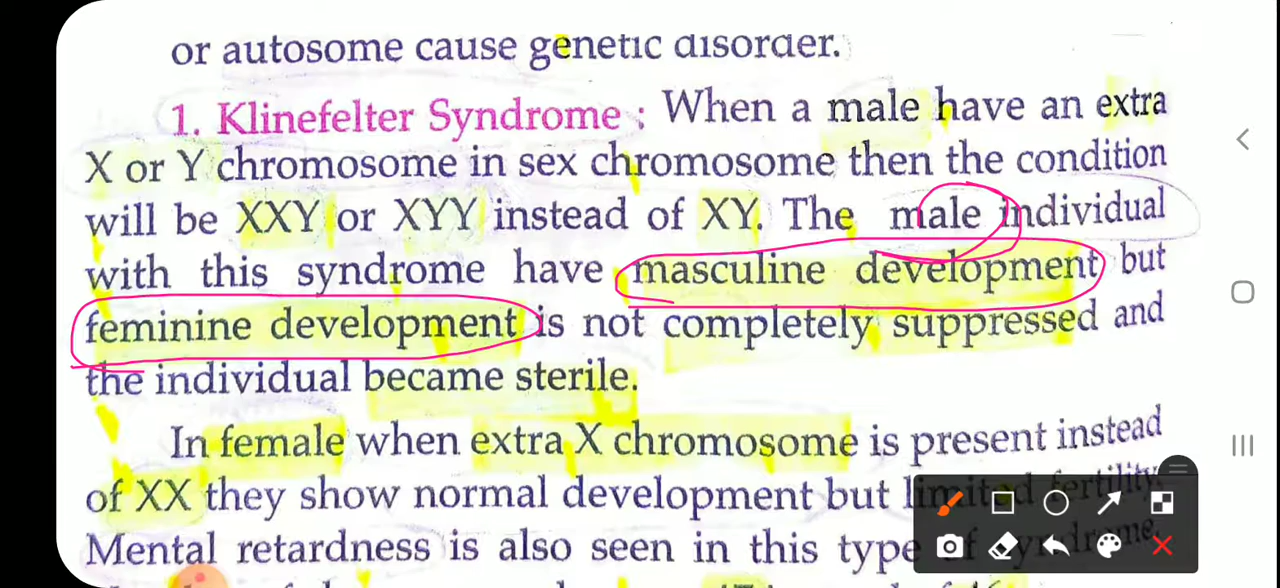 or autosome cause genetic disorder.
1. Klinefelter Syndrome : When a male have an extra
X or Y chromosome in sex chromosome then the condition
will be XXY or XYY instead of XY. The male individual
with this syndrome have masculine development but
feminine development is not completely suppressed and
the individual became sterile.
In female when extra X chromosome is present instead
of XX they show normal development but limited fertility.
Mental retardness is also seen in this type of syndrome.